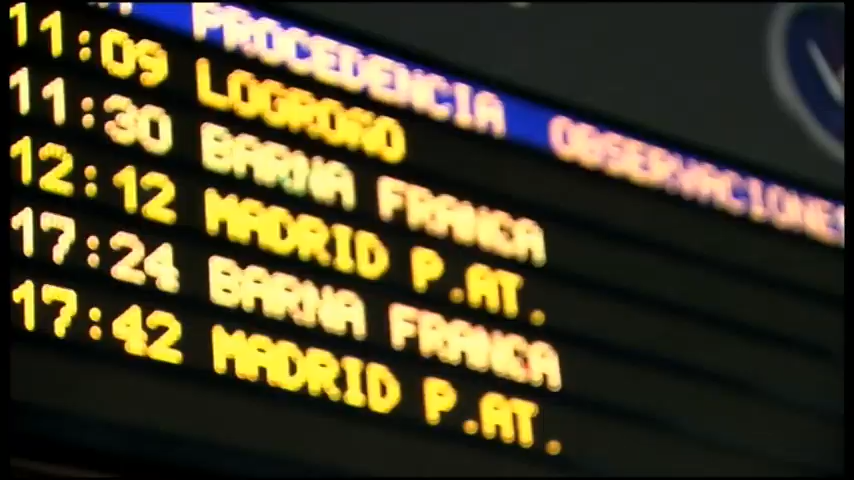 PROCEDENCIA OBSERVACIONES
11:09 LOGROÑO
11:30 BARNA FRANCA
12:12 MADRID P.AT.
17:24 BARNA FRANCA
17:42 MADRID P.AT.